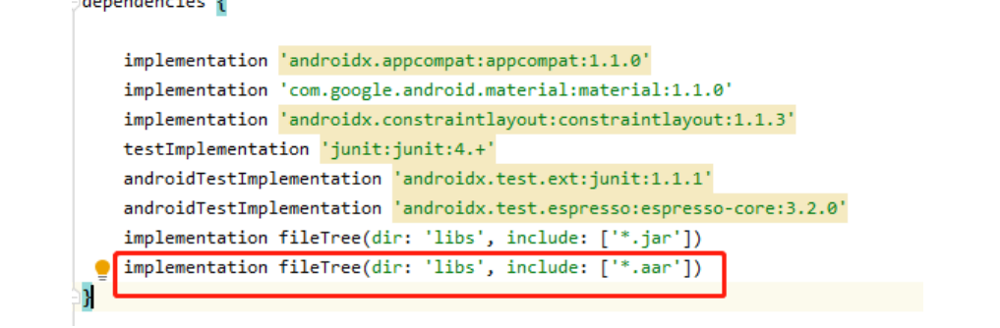 dependencies {
implementation 'androidx.appcompat:appcompat:1.1.0'
implementation 'com.google.android.material:material:1.1.0'
implementation 'androidx.constraintlayout:constraintlayout:1.1.3'
testImplementation 'junit:junit:4.+'
androidTestImplementation 'androidx.test.ext:junit:1.1.1'
androidTestImplementation 'androidx.test.espresso:espresso-core:3.2.0'
implementation fileTree(dir: 'libs', include: ['*.jar'])
implementation fileTree(dir: 'libs', include: ['*.aar'])
}